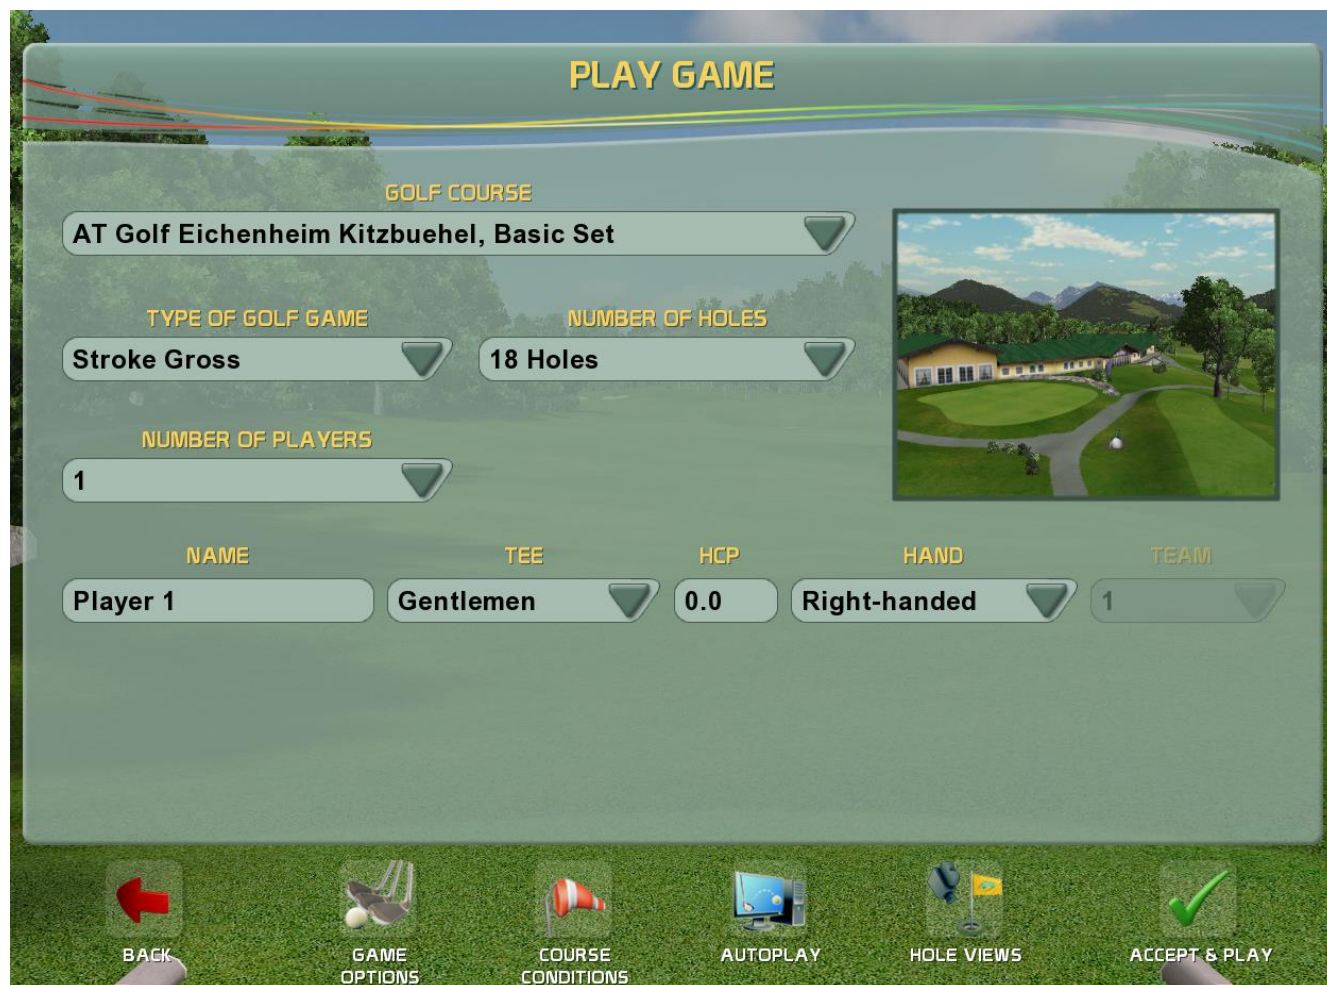 PLAY GAME
GOLF COURSE
AT Golf Eichenheim Kitzbuehel, Basic Set
TYPE OF GOLF GAME
NUMBER OF HOLES
Stroke Gross
18 Holes
NUMBER OF PLAYERS
1
NAME
TEE
HCP
HAND
TEAM
Player 1
Gentlemen
0.0
Right-handed
1
BACK
GAME
OPTIONS
COURSE
CONDITIONS
AUTOPLAY
HOLE VIEWS
ACCEPT & PLAY